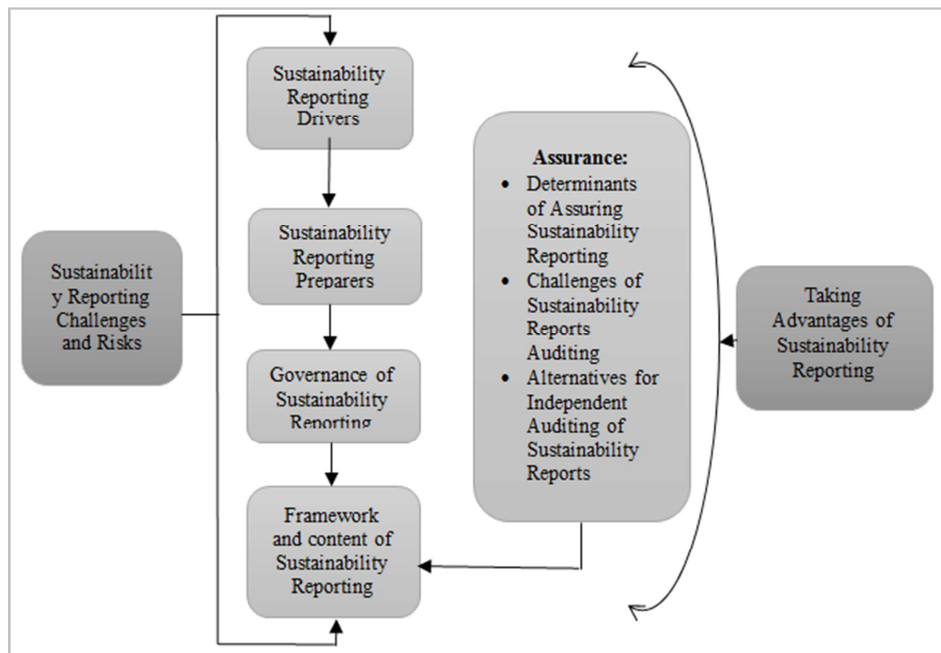 Sustainability
Reporting
Drivers
Sustainability
Reporting
Preparers
Governance of
Sustainability
Reporting
Framework
and content of
Sustainability
Reporting
Sustainabilit
y Reporting
Challenges
and Risks
Assurance:
• Determinants
of Assuring
Sustainability
Reporting
• Challenges of
Sustainability
Reports
Auditing
• Alternatives for
Independent
Auditing of
Sustainability
Reports
Taking
Advantages of
Sustainability
Reporting